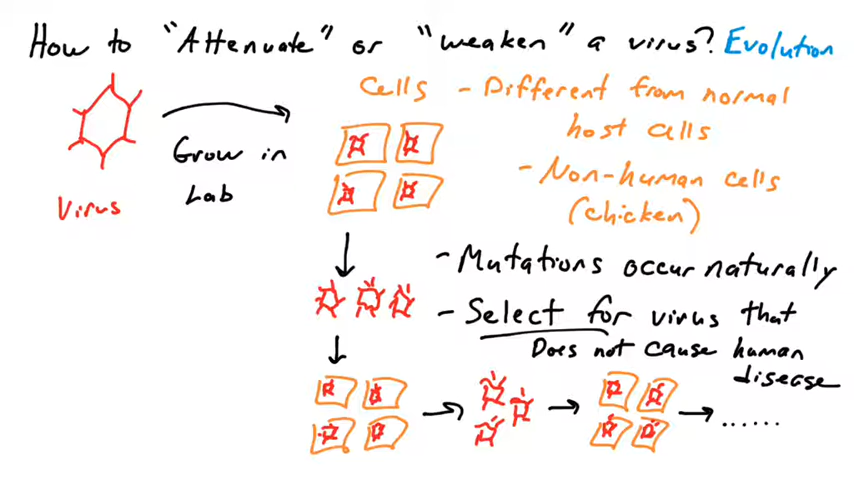 How to "Attenuate" or "weaken" a virus? Evolution
Virus
Grow in
Lab
Cells - Different from normal
host cells
- Non-human cells
(chicken)
- Mutations occur naturally
- Select for virus that
Does not cause human
disease
......